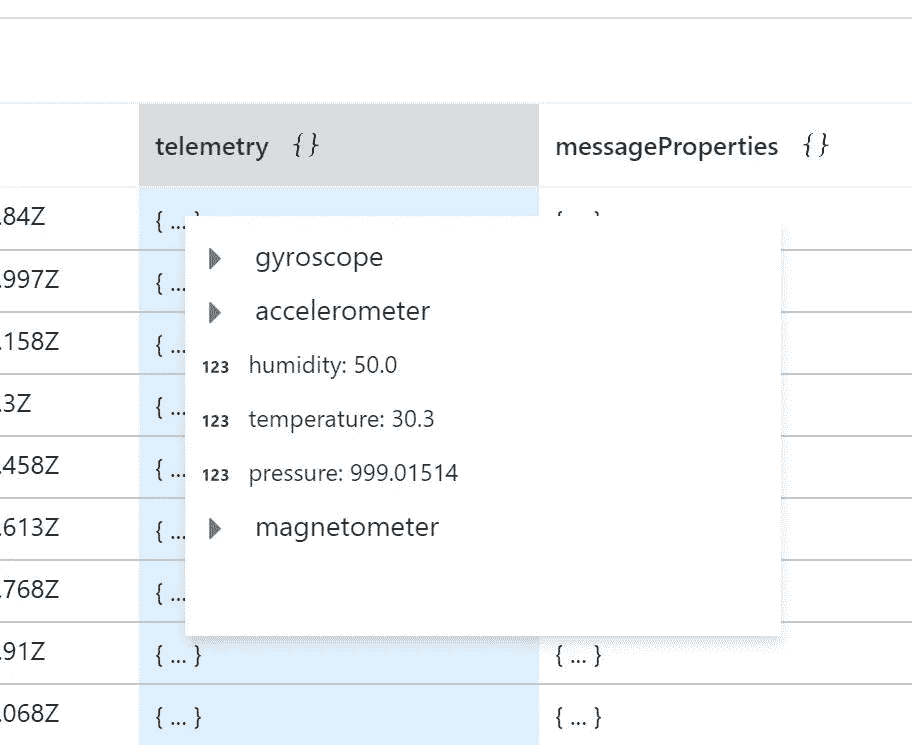 telemetry {} messageProperties {}
.84Z { ...
gyroscope
.997Z { ...
accelerometer
.158Z { ...
123 humidity: 50.0
.3Z { ...
123 temperature: 30.3
.458Z { ...
123 pressure: 999.01514
.613Z { ...
magnetometer
.768Z { ...
.91Z { ... } { ... }
.068Z { ... } { ... }